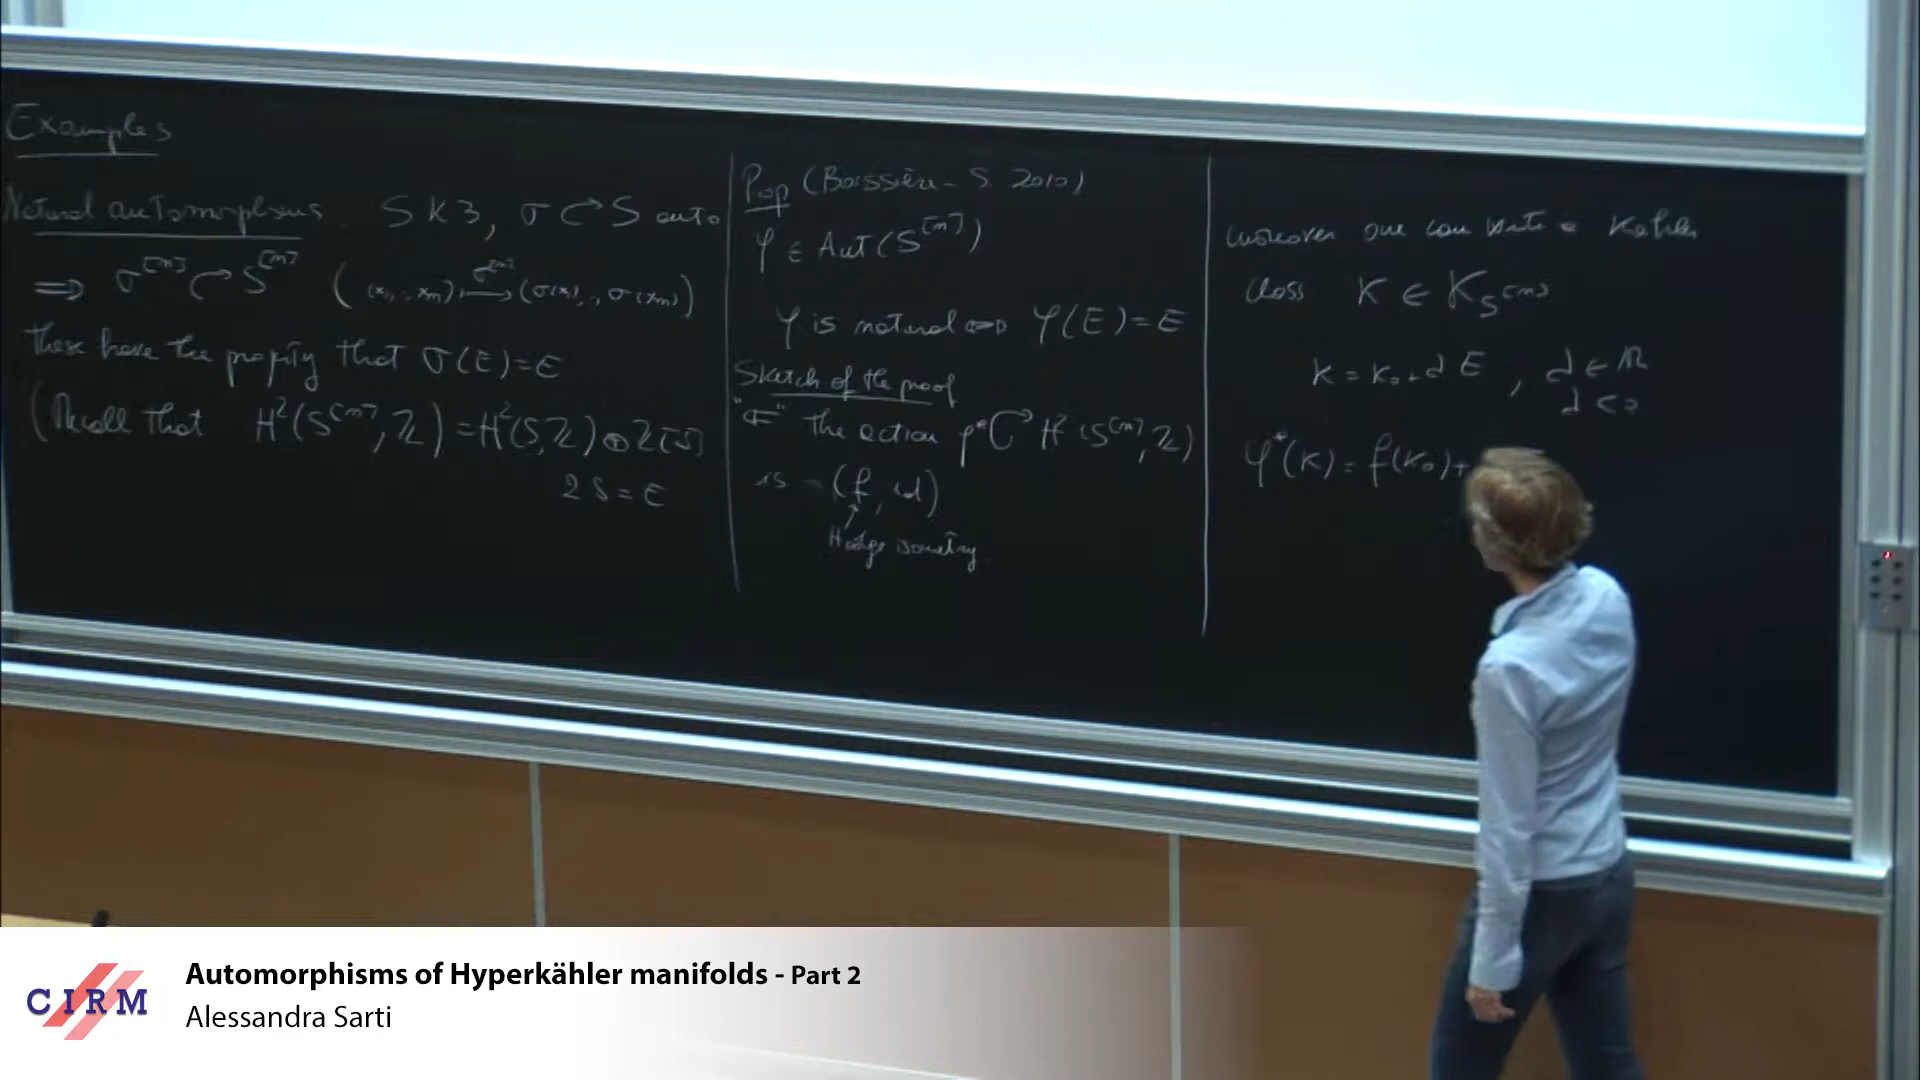 Examples
Natural automorphisms S K3, σ ↻ S auto
⟹ σ^[n] ↻ S^[n] ( (x₁,..,xₙ) ⟼^{σ^[n]} (σ(x₁),..,σ(xₙ)) )
These have the property that σ(E)=E
(Recall that H²(S^[n], ℤ) = H²(S,ℤ) ⊕ ℤ[δ]
2δ = E
Prop (Boissière - S. 2010)
φ ∈ Aut(S^[n])
φ is natural ⟺ φ(E)=E
Sketch of the proof
"⇐" The action φ* ↻ H²(S^[n], ℤ)
is (f, id)
↑
Hodge isometry
moreover one can write a Kähler
class K ∈ K_S^[n]
K = K₀ + λ E, λ ∈ ℝ
λ < 0
φ*(K) = f(K₀) +
CIRM
Automorphisms of Hyperkähler manifolds - Part 2
Alessandra Sarti